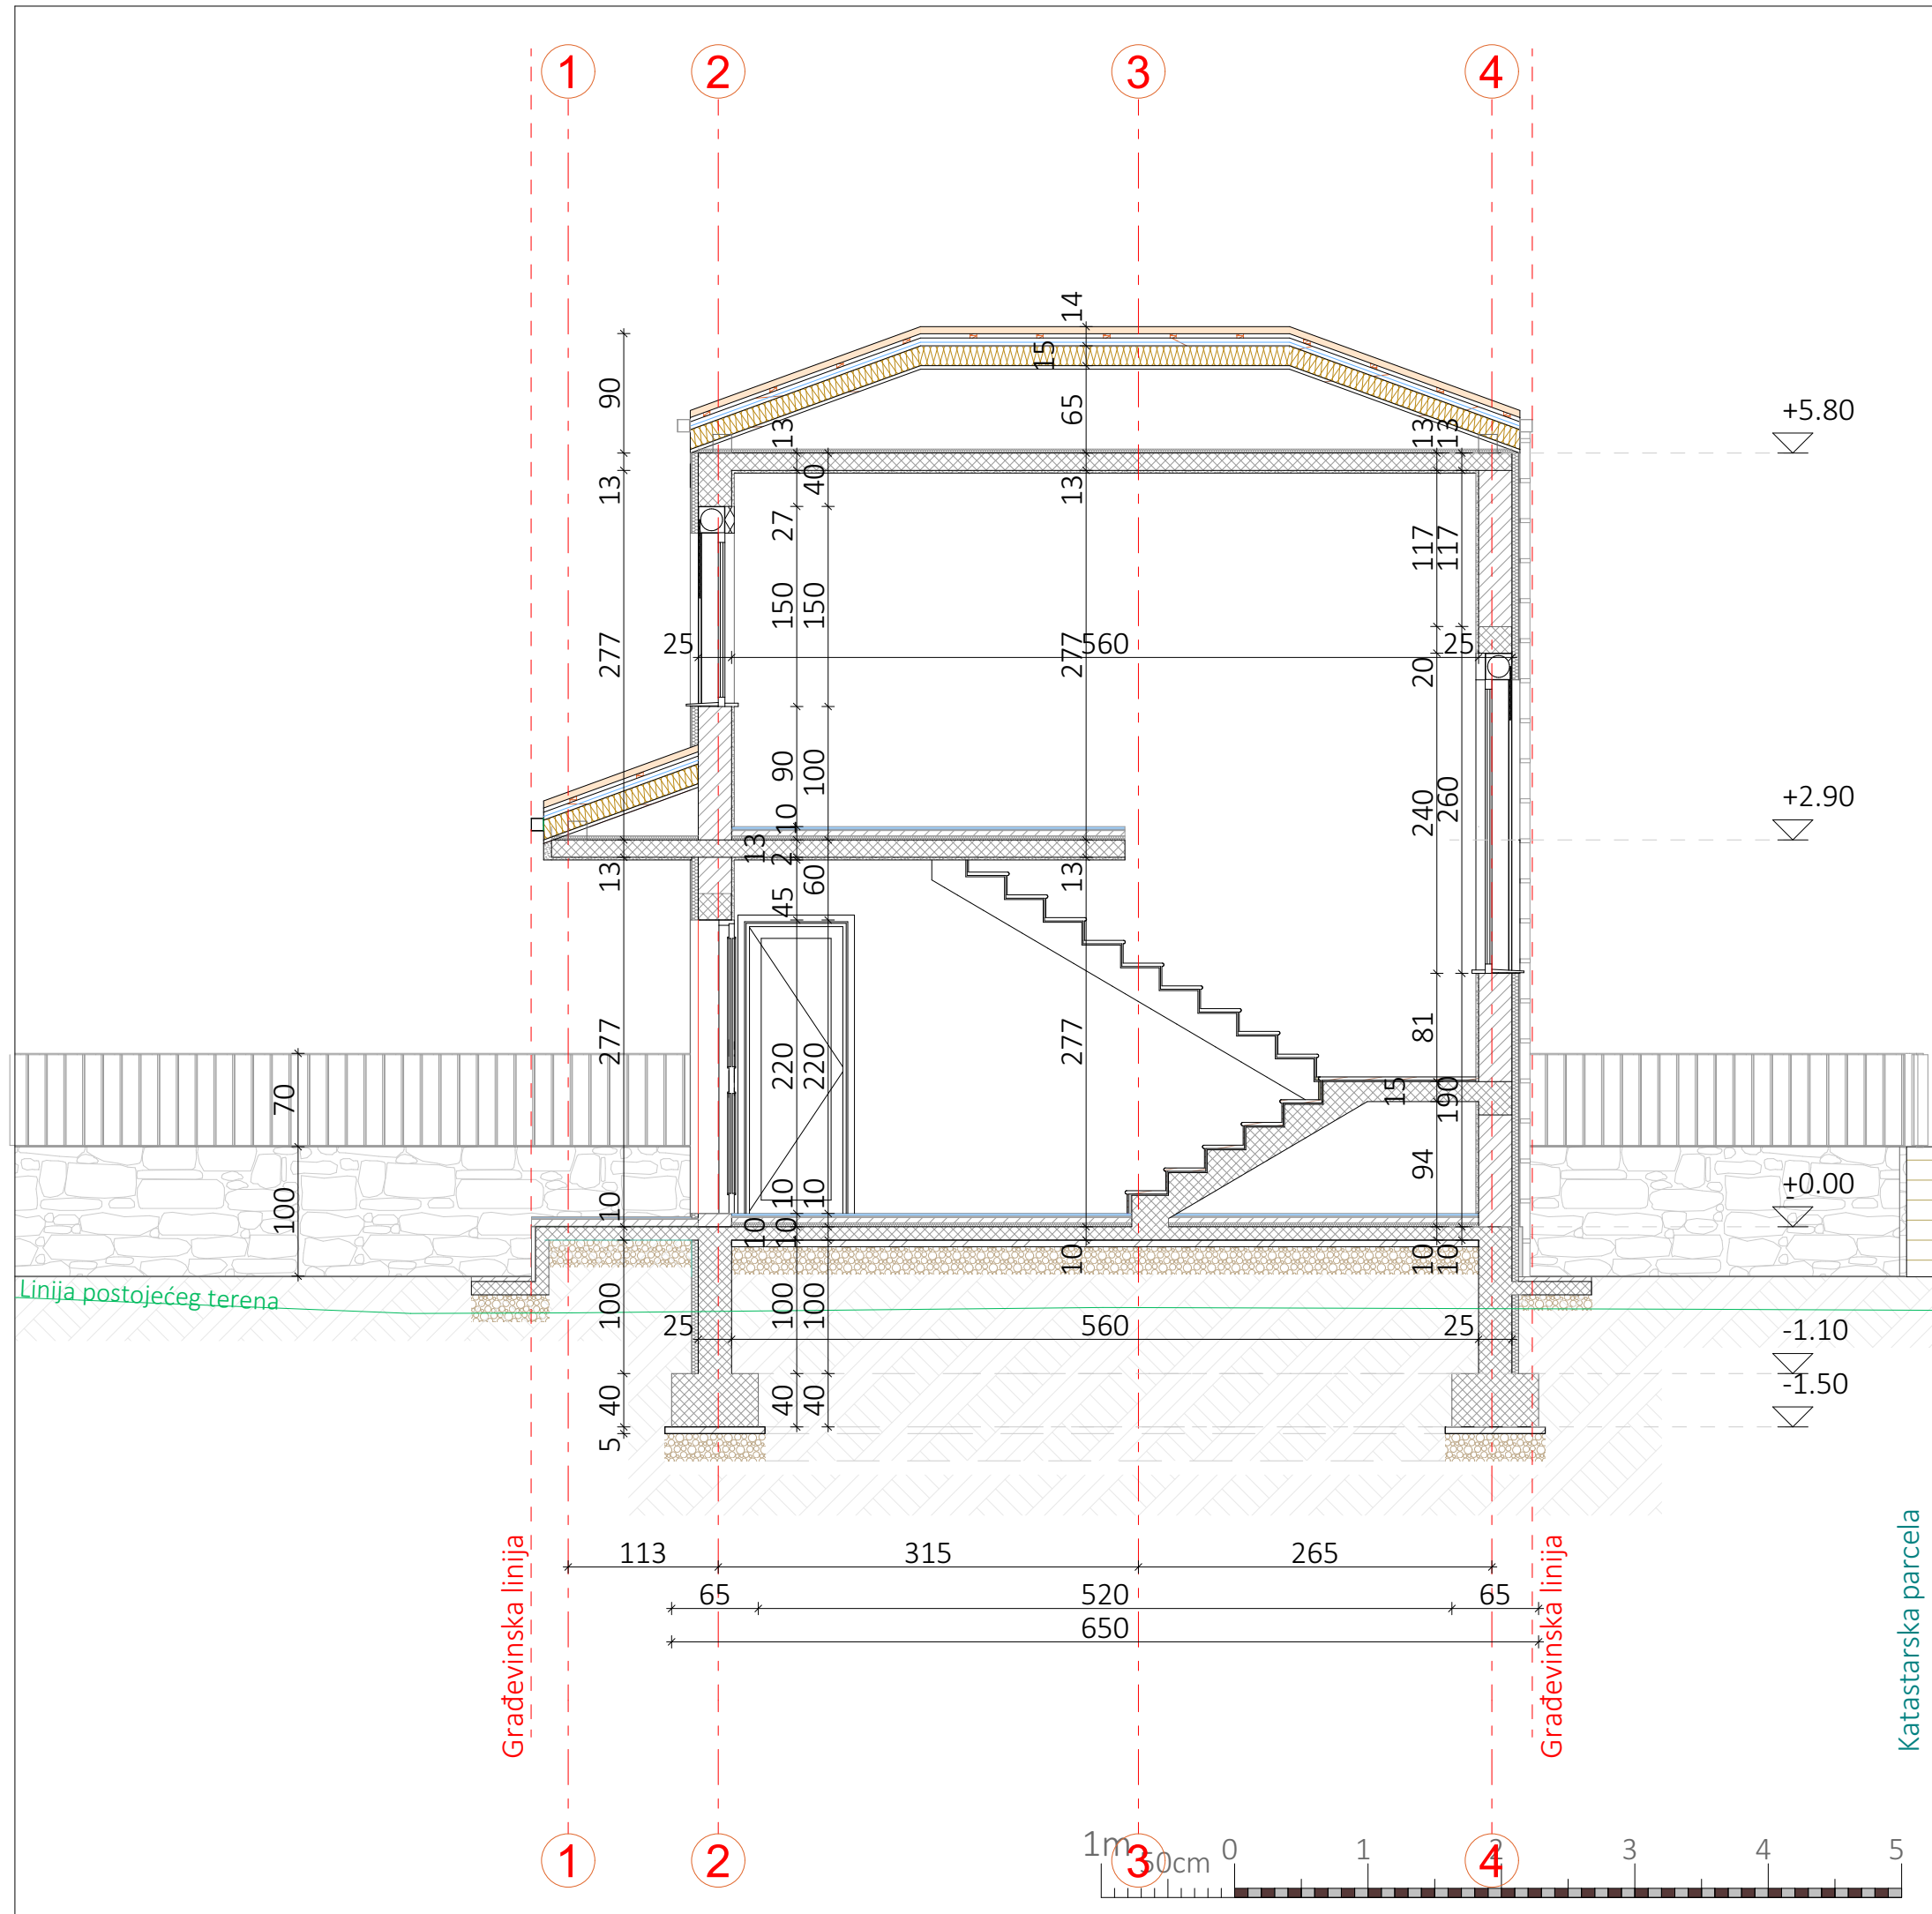 1 2 3 4
14
15
90
65
+5.80
13 13 13
13 40 13
27
117 117
150 150
277 25 277 560 25
20
+2.90
90 100
240 260
10
13
2
13 45 60 13
277 277
81
220 220
70
15 190
94
+0.00
100
10 10 10
10 10 10 10 10
Linija postojećeg terena
100 100 100
25 560 25
-1.10
-1.50
40 40 40
5
Građevinska linija
Građevinska linija
Katastarska parcela
113 315 265
65 520 65
650
1m 50cm 0 1 2 3 4 5
1 2 3 4